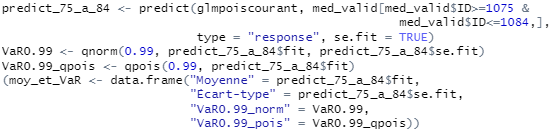 predict_75_a_84 <- predict(glmpoiscourant, med_valid[med_valid$ID>=1075 &
med_valid$ID<=1084,],
type = "response", se.fit = TRUE)
VaR0.99 <- qnorm(0.99, predict_75_a_84$fit, predict_75_a_84$se.fit)
VaR0.99_qpois <- qpois(0.99, predict_75_a_84$fit)
(moy_et_VaR <- data.frame("Moyenne" = predict_75_a_84$fit,
"Écart-type" = predict_75_a_84$se.fit,
"VaR0.99_norm" = VaR0.99,
"VaR0.99_pois" = VaR0.99_qpois))